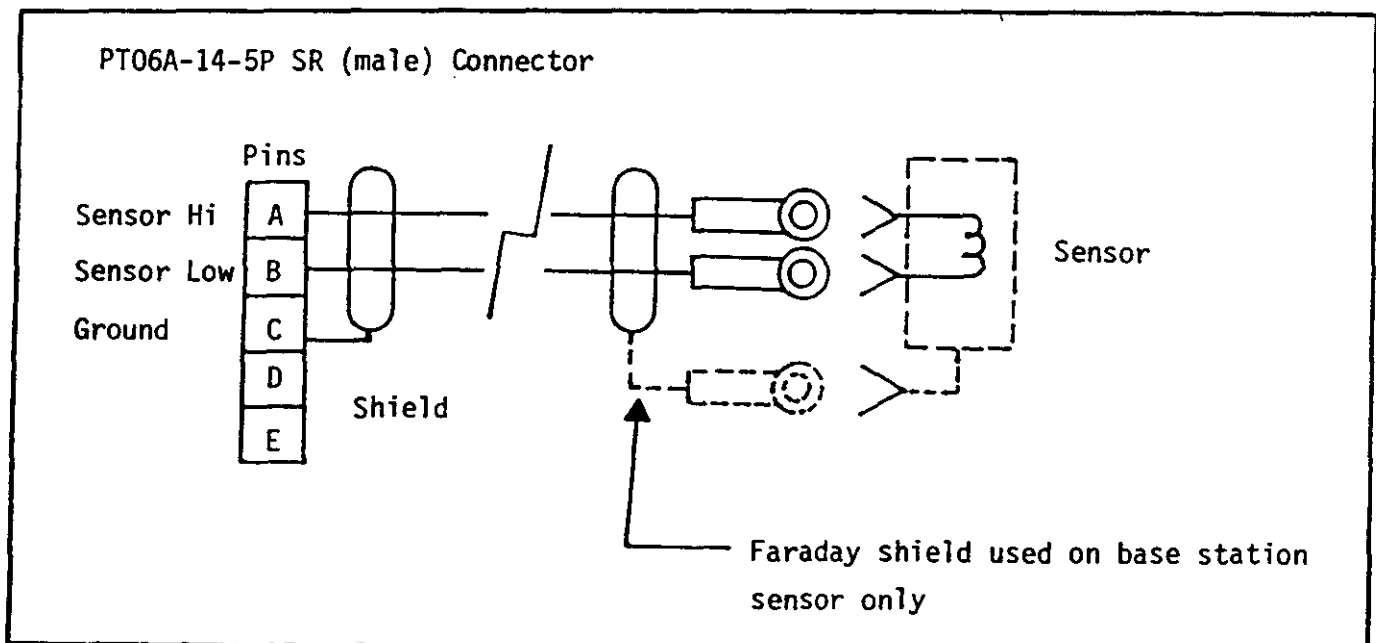 PT06A-14-5P SR (male) Connector
Pins
Sensor Hi A
Sensor Low B
Ground C
D
E
Shield
Sensor
Faraday shield used on base station
sensor only